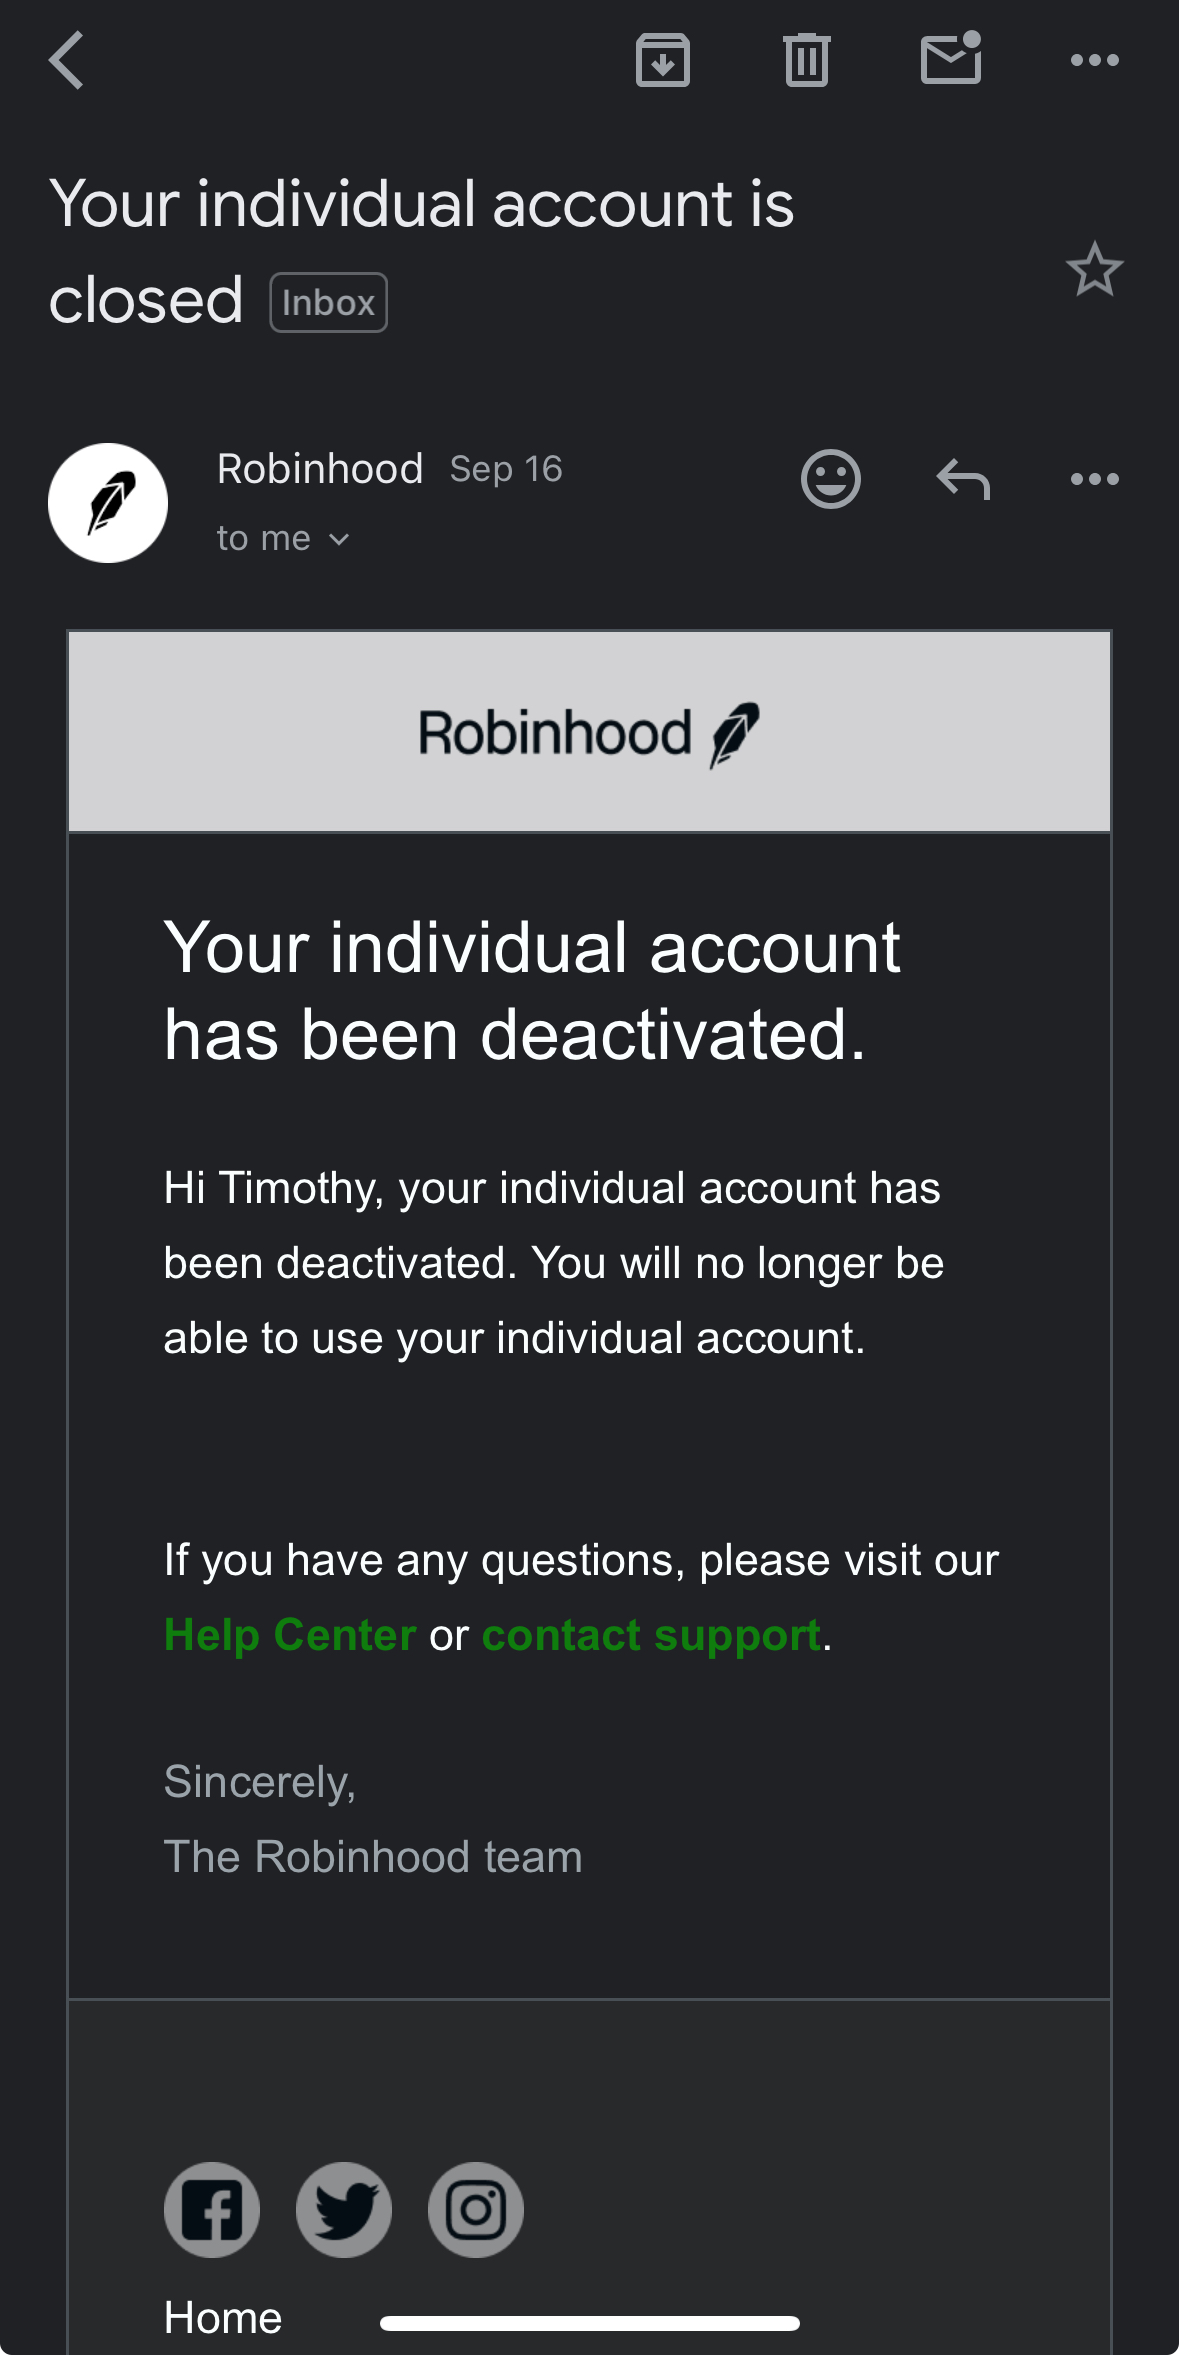 Your individual account is
closed Inbox
Robinhood Sep 16
to me
Robinhood
Your individual account
has been deactivated.
Hi Timothy, your individual account has
been deactivated. You will no longer be
able to use your individual account.
If you have any questions, please visit our
Help Center or contact support.
Sincerely,
The Robinhood team
Home